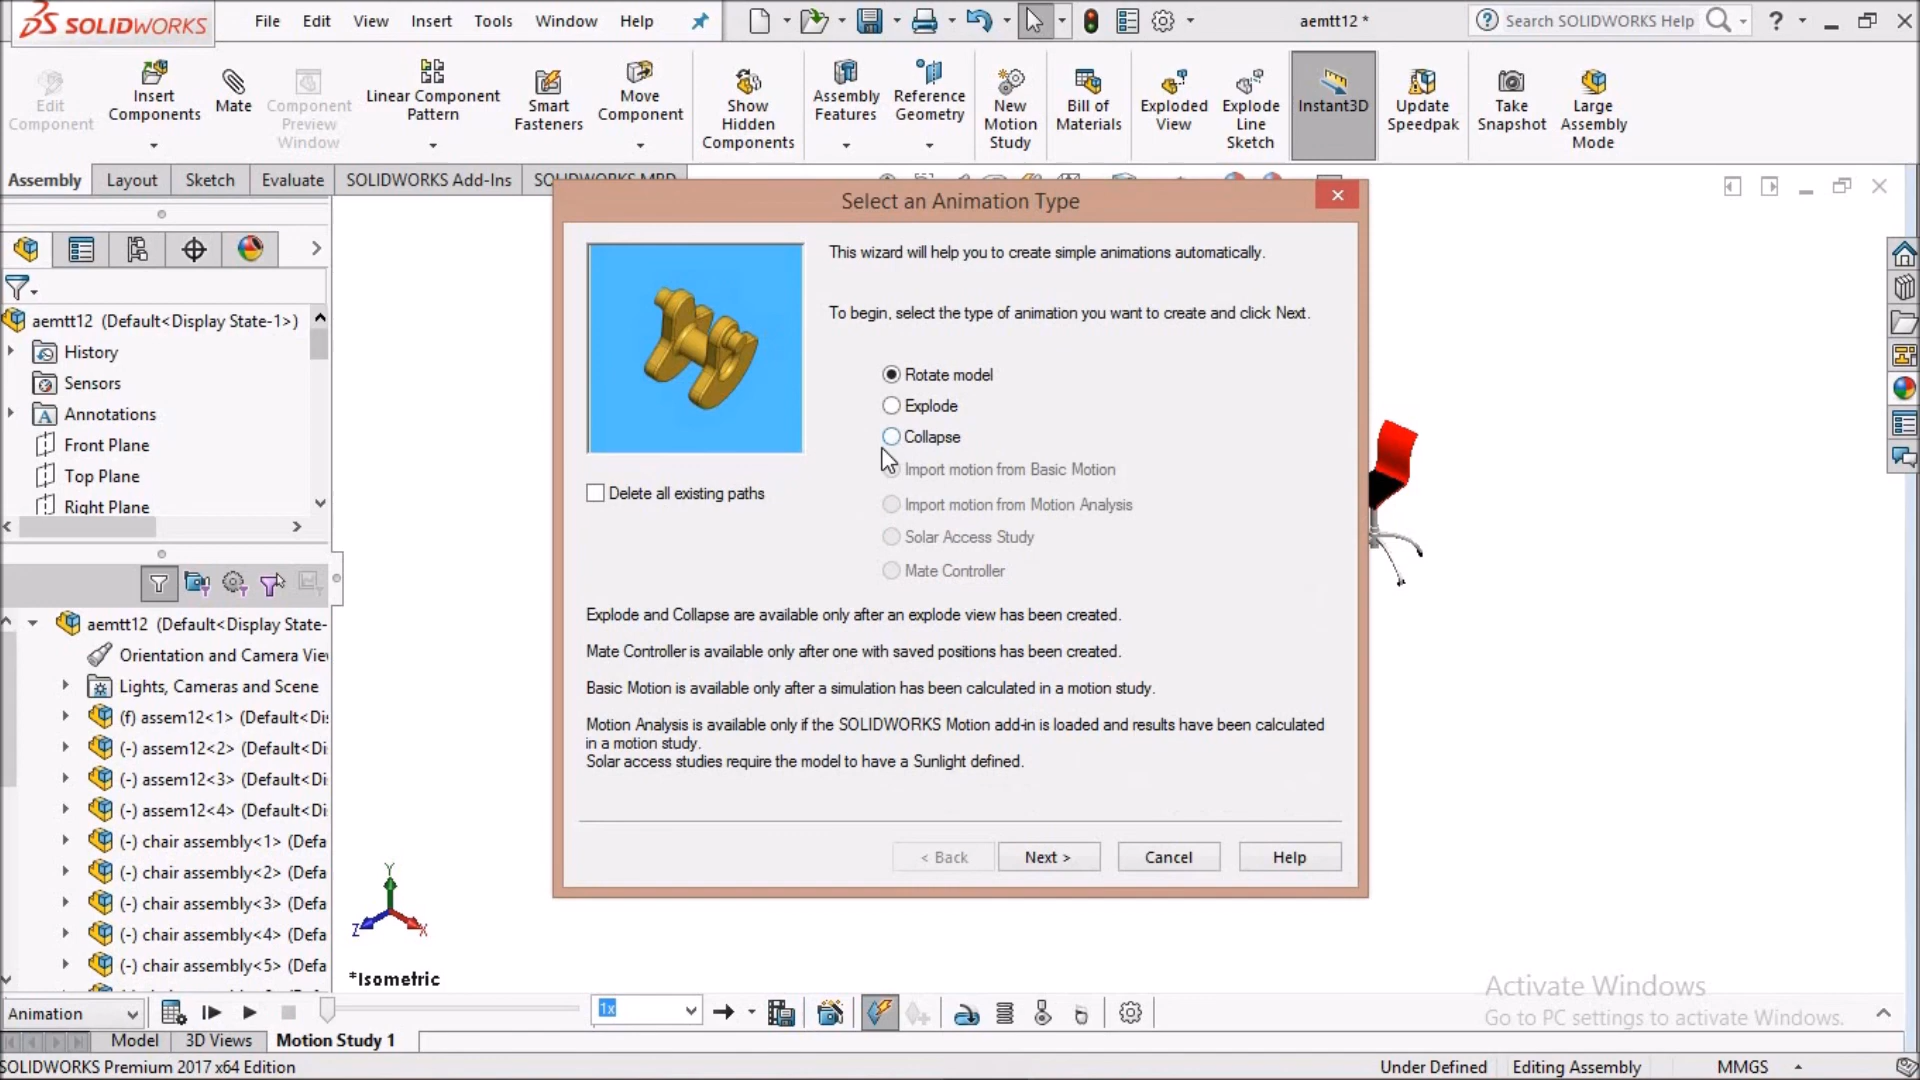 SOLIDWORKS
File Edit View Insert Tools Window Help
aemtt12 *
Search SOLIDWORKS Help
Edit Component
Insert Components
Mate
Component Preview Window
Linear Component Pattern
Smart Fasteners
Move Component
Show Hidden Components
Assembly Features
Reference Geometry
New Motion Study
Bill of Materials
Exploded View
Explode Line Sketch
Instant3D
Update Speedpak
Take Snapshot
Large Assembly Mode
Assembly Layout Sketch Evaluate SOLIDWORKS Add-Ins SOLIDWORKS MBD
Select an Animation Type
This wizard will help you to create simple animations automatically.
To begin, select the type of animation you want to create and click Next.
Rotate model
Explode
Collapse
Import motion from Basic Motion
Import motion from Motion Analysis
Solar Access Study
Mate Controller
Delete all existing paths
Explode and Collapse are available only after an explode view has been created.
Mate Controller is available only after one with saved positions has been created.
Basic Motion is available only after a simulation has been calculated in a motion study.
Motion Analysis is available only if the SOLIDWORKS Motion add-in is loaded and results have been calculated
in a motion study.
Solar access studies require the model to have a Sunlight defined.
< Back Next > Cancel Help
aemtt12 (Default<Display State-1>)
History
Sensors
Annotations
Front Plane
Top Plane
Right Plane
aemtt12 (Default<Display State-
Orientation and Camera Vie
Lights, Cameras and Scene
(f) assem12<1> (Default<Di
(-) assem12<2> (Default<Di
(-) assem12<3> (Default<Di
(-) assem12<4> (Default<Di
(-) chair assembly<1> (Defa
(-) chair assembly<2> (Defa
(-) chair assembly<3> (Defa
(-) chair assembly<4> (Defa
(-) chair assembly<5> (Defa
Y
Z X
*Isometric
Activate Windows
Go to PC settings to activate Windows.
Animation
1x
Model 3D Views Motion Study 1
SOLIDWORKS Premium 2017 x64 Edition
Under Defined Editing Assembly MMGS